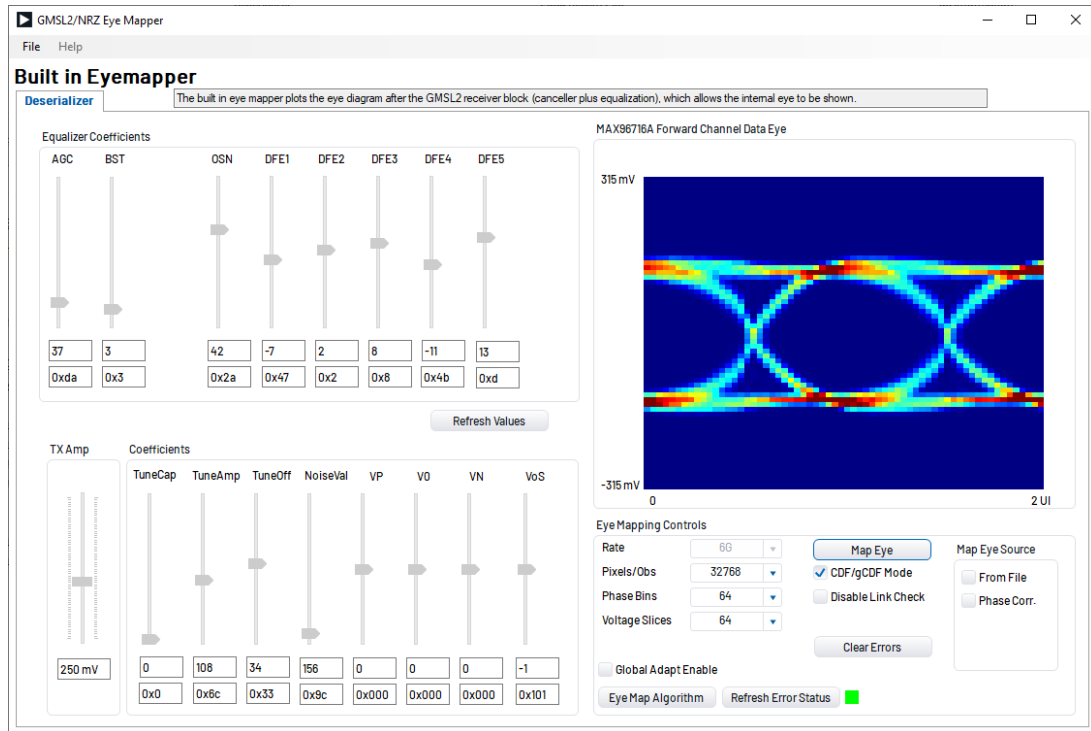 GMSL2/NRZ Eye Mapper
File Help
Built in Eyemapper
Deserializer
The built in eye mapper plots the eye diagram after the GMSL2 receiver block (canceller plus equalization), which allows the internal eye to be shown.
Equalizer Coefficients
AGC BST OSN DFE1 DFE2 DFE3 DFE4 DFE5
37 3 42 -7 2 8 -11 13
0xda 0x3 0x2a 0x47 0x2 0x8 0x4b 0xd
Refresh Values
TX Amp
250 mV
Coefficients
TuneCap TuneAmp TuneOff NoiseVal VP V0 VN VoS
0 108 34 156 0 0 0 -1
0x0 0x6c 0x33 0x9c 0x000 0x000 0x000 0x101
MAX96716A Forward Channel Data Eye
315 mV
-315 mV
0 2 UI
Eye Mapping Controls
Rate 6G
Pixels/Obs 32768
Phase Bins 64
Voltage Slices 64
Map Eye
CDF/gCDF Mode
Disable Link Check
Clear Errors
Map Eye Source
From File
Phase Corr.
Global Adapt Enable
Eye Map Algorithm Refresh Error Status